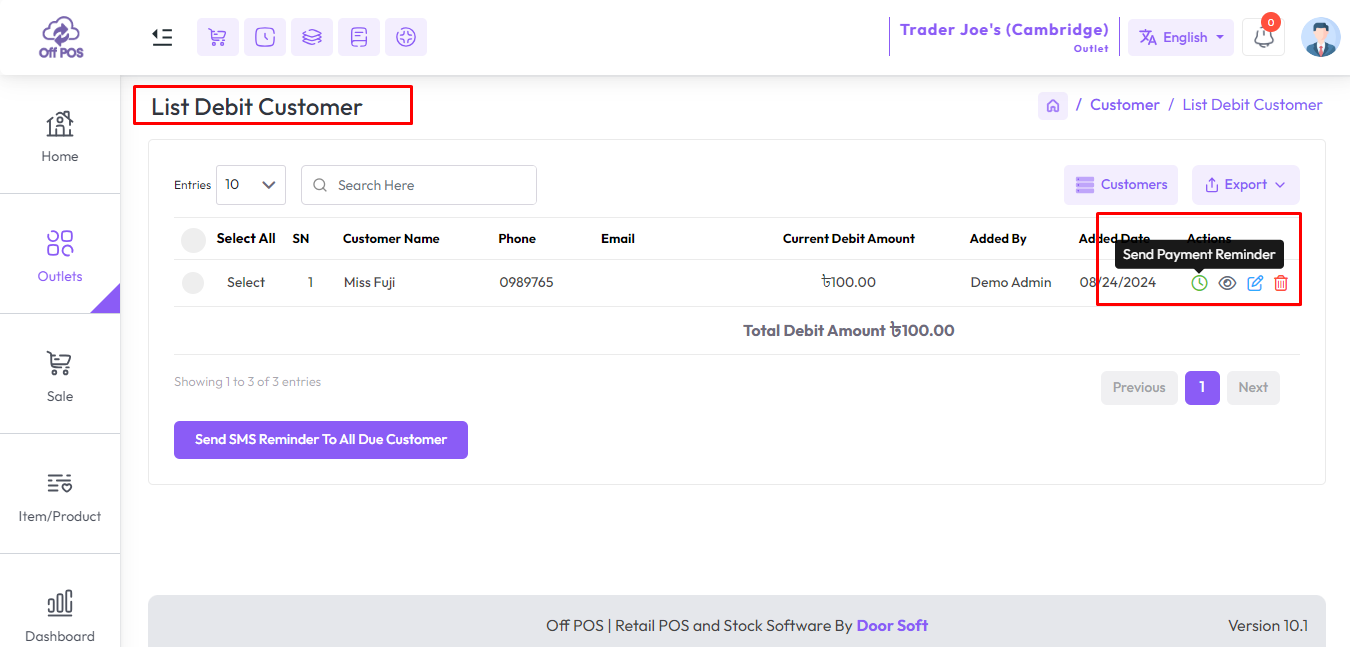 Off POS
Trader Joe's (Cambridge)
Outlet
English
0
List Debit Customer
/ Customer / List Debit Customer
Home
Outlets
Sale
Item/Product
Dashboard
Entries 10 Search Here Customers Export
Select All SN Customer Name Phone Email Current Debit Amount Added By Added Date Actions
Send Payment Reminder
Select 1 Miss Fuji 0989765 ৳100.00 Demo Admin 08/24/2024
Total Debit Amount ৳100.00
Showing 1 to 3 of 3 entries
Previous 1 Next
Send SMS Reminder To All Due Customer
Off POS | Retail POS and Stock Software By Door Soft
Version 10.1